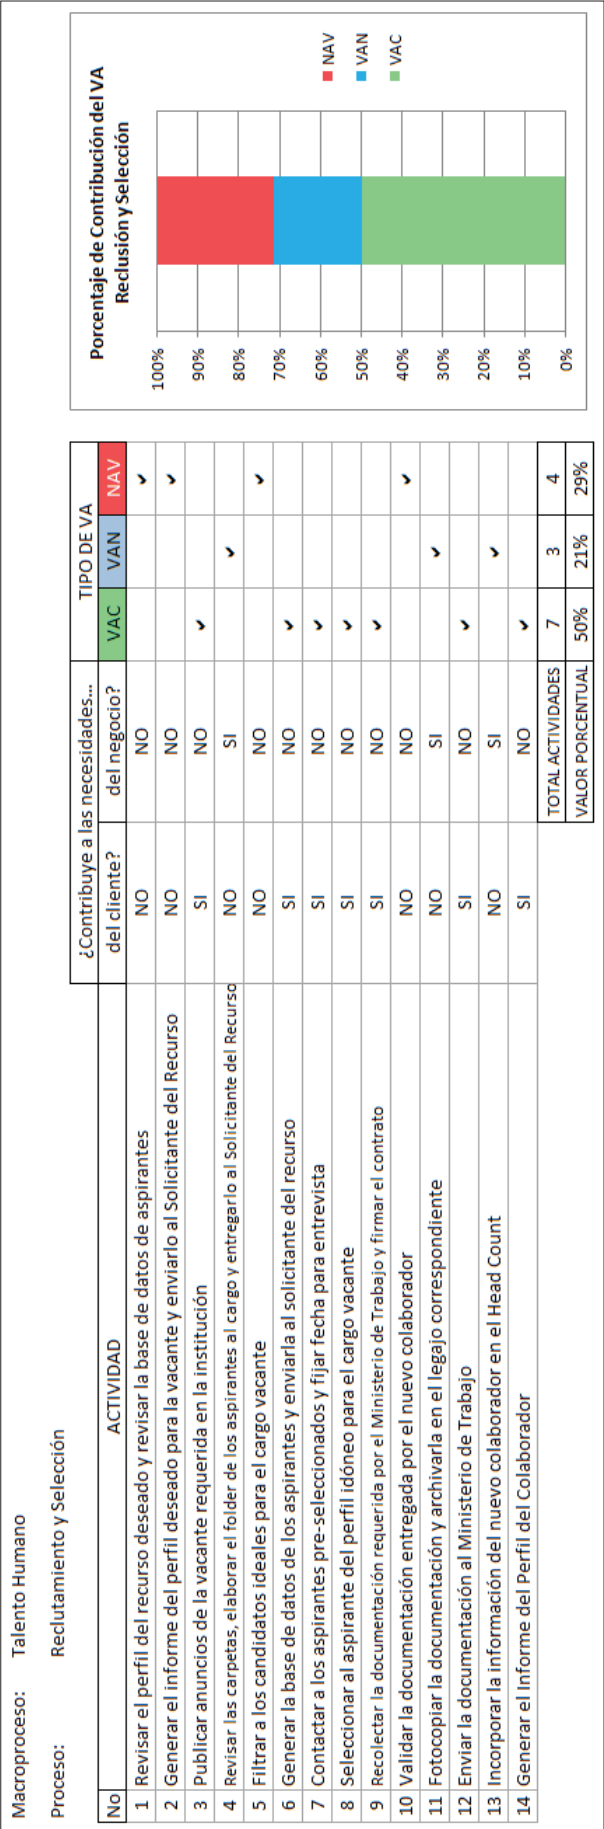 Macroproceso: Talento Humano
Proceso: Reclutamiento y Selección
¿Contribuye a las necesidades... TIPO DE VA
No ACTIVIDAD del cliente? del negocio? VAC VAN NAV
1 Revisar el perfil del recurso deseado y revisar la base de datos de aspirantes NO NO ✔
2 Generar el informe del perfil deseado para la vacante y enviarlo al Solicitante del Recurso NO NO ✔
3 Publicar anuncios de la vacante requerida en la institución SI NO ✔
4 Revisar las carpetas, elaborar el folder de los aspirantes al cargo y entregarlo al Solicitante del Recurso NO SI ✔
5 Filtrar a los candidatos ideales para el cargo vacante NO NO ✔
6 Generar la base de datos de los aspirantes y enviarla al solicitante del recurso SI NO ✔
7 Contactar a los aspirantes pre-seleccionados y fijar fecha para entrevista SI NO ✔
8 Seleccionar al aspirante del perfil idóneo para el cargo vacante SI NO ✔
9 Recolectar la documentación requerida por el Ministerio de Trabajo y firmar el contrato SI NO ✔
10 Validar la documentación entregada por el nuevo colaborador NO NO ✔
11 Fotocopiar la documentación y archivarla en el legajo correspondiente NO SI ✔
12 Enviar la documentación al Ministerio de Trabajo SI NO ✔
13 Incorporar la información del nuevo colaborador en el Head Count NO SI ✔
14 Generar el Informe del Perfil del Colaborador SI NO ✔
TOTAL ACTIVIDADES 7 3 4
VALOR PORCENTUAL 50% 21% 29%
Porcentaje de Contribución del VA
Reclusión y Selección
100%
90%
80%
70%
60%
50%
40%
30%
20%
10%
0%
NAV
VAN
VAC